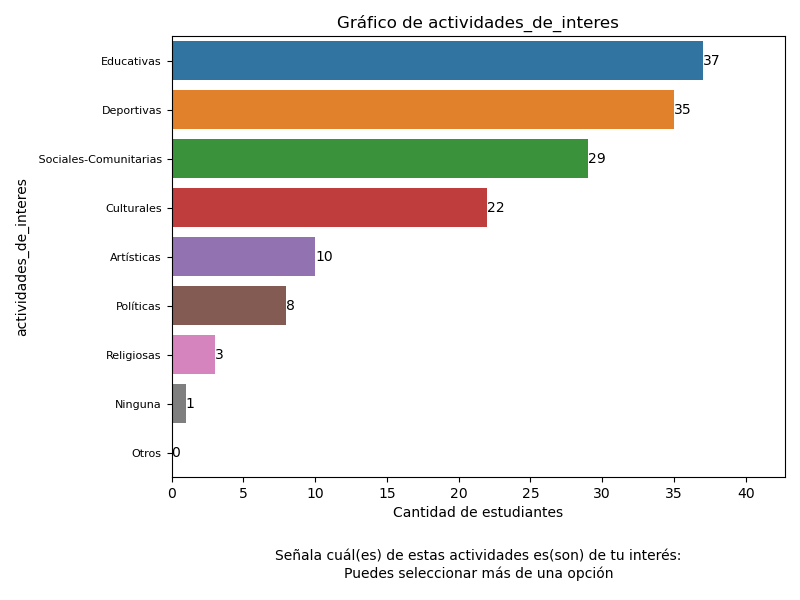 Gráfico de actividades_de_interes
Educativas 37
Deportivas 35
Sociales-Comunitarias 29
Culturales 22
Artísticas 10
Políticas 8
Religiosas 3
Ninguna 1
Otros 0
actividades_de_interes
0 5 10 15 20 25 30 35 40
Cantidad de estudiantes
Señala cuál(es) de estas actividades es(son) de tu interés:
Puedes seleccionar más de una opción